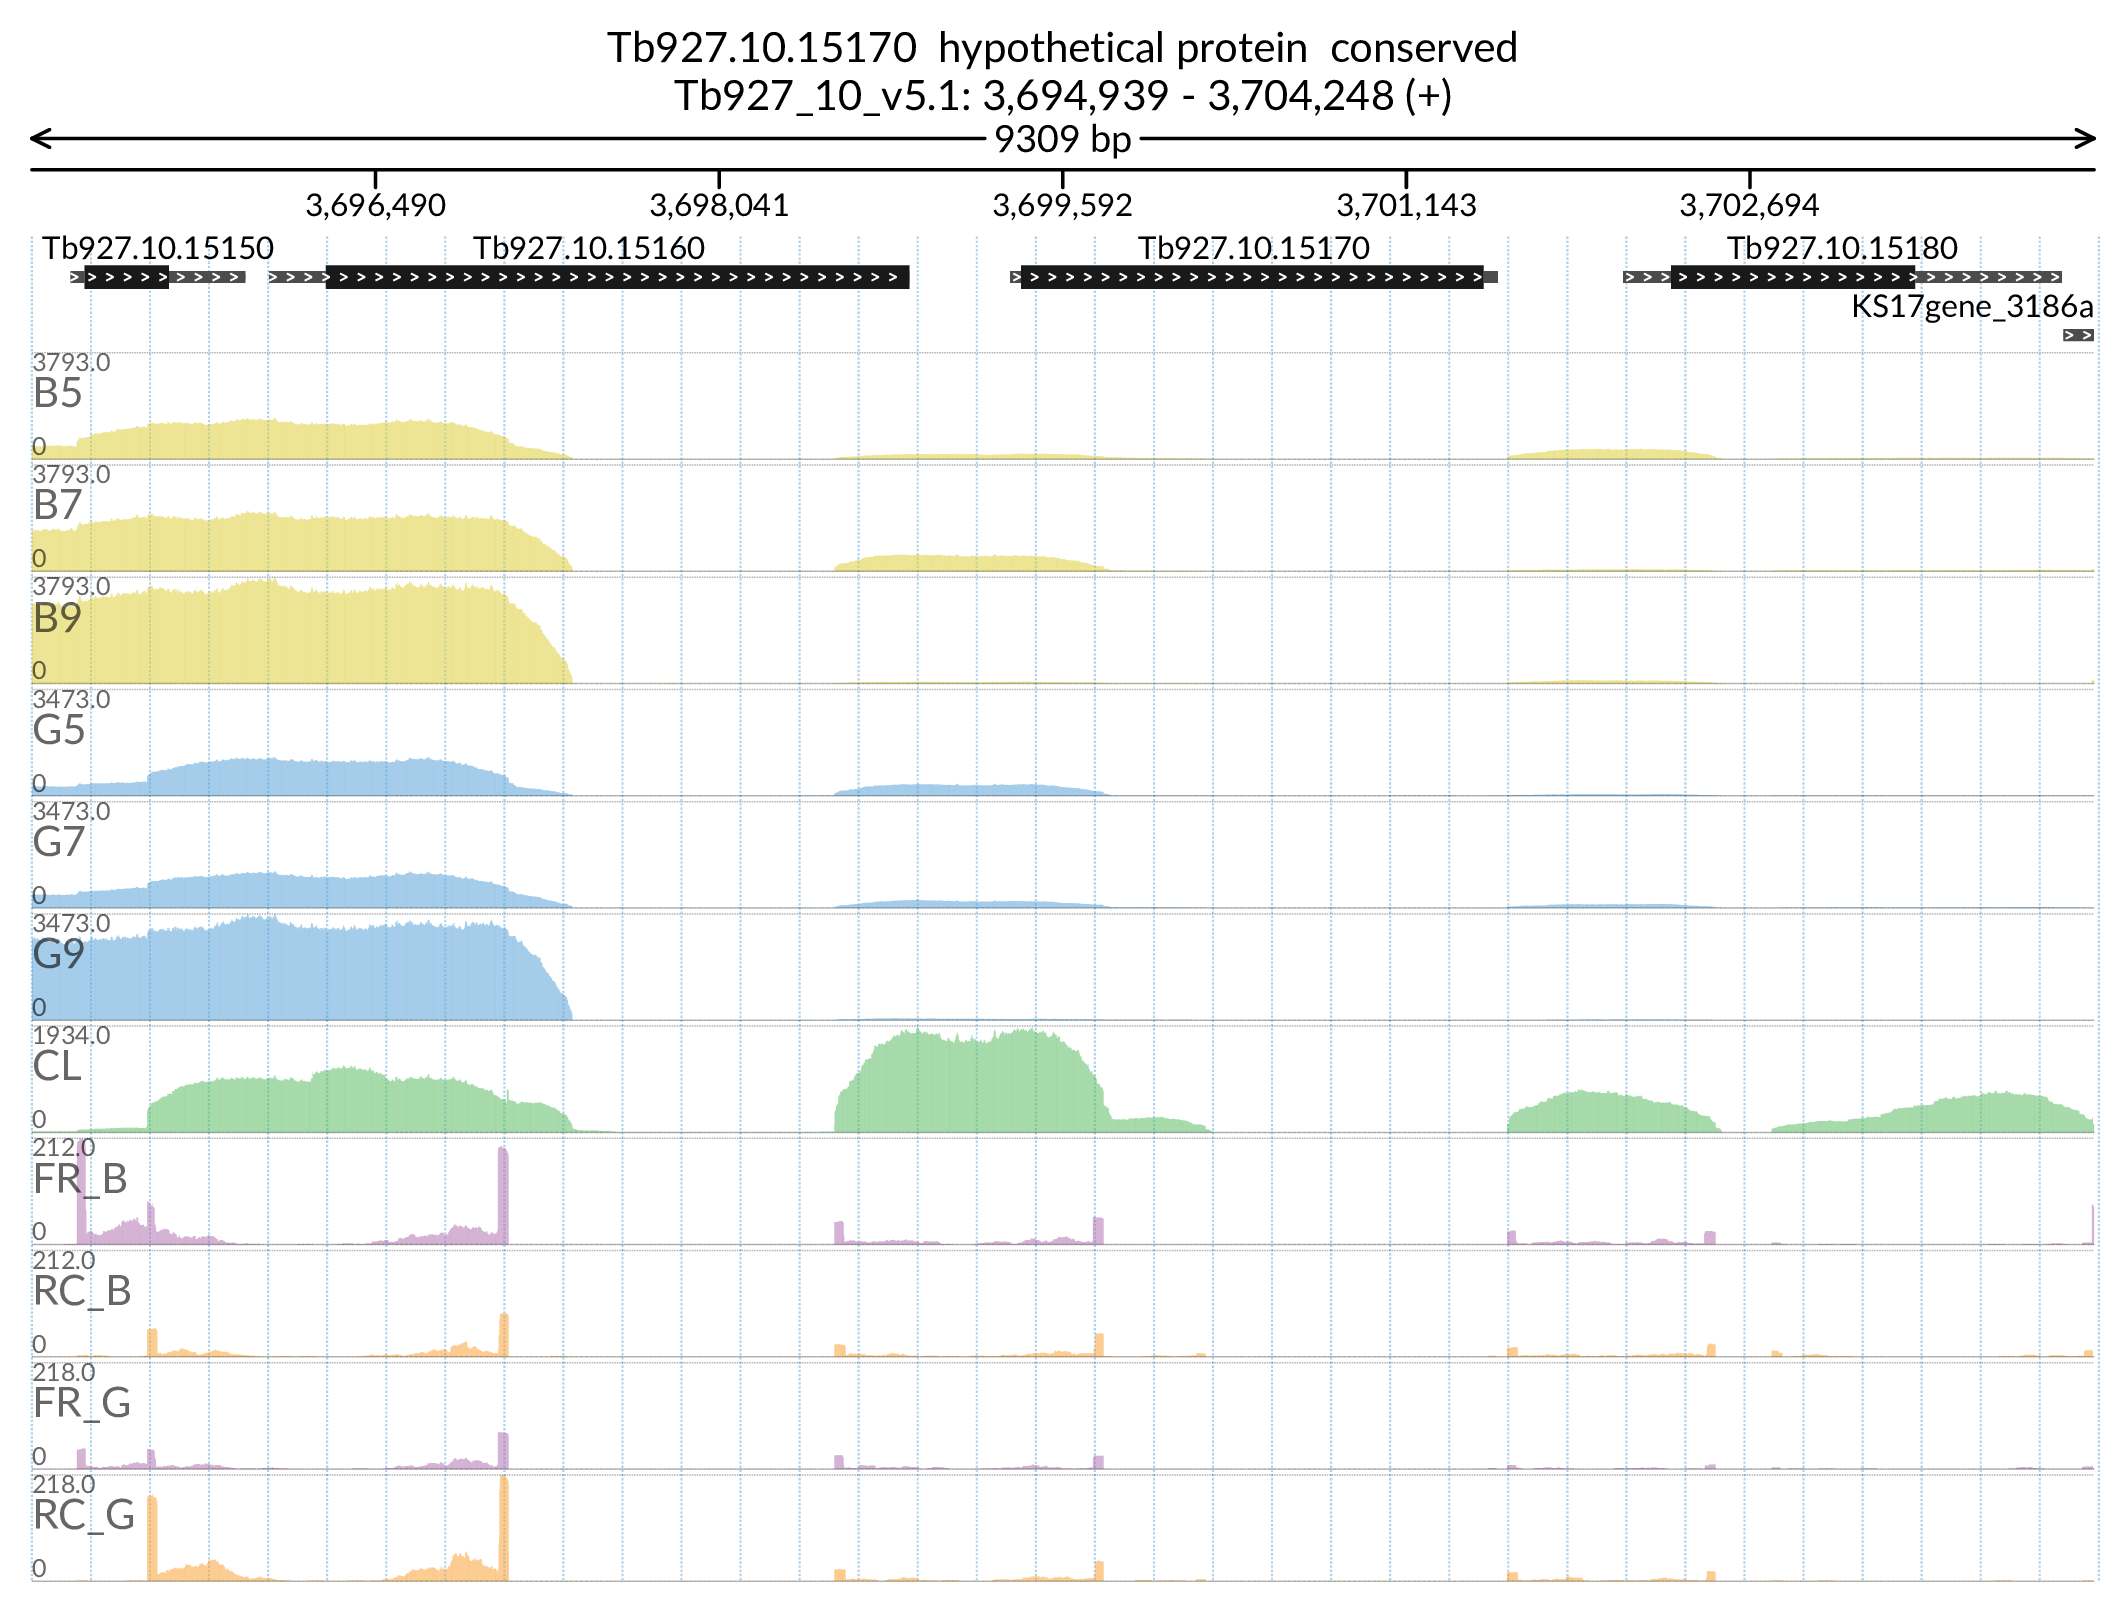 Tb927.10.15170  hypothetical protein  conserved
Tb927_10_v5.1: 3,694,939 - 3,704,248 (+)
9309 bp
3,696,490 3,698,041 3,699,592 3,701,143 3,702,694
Tb927.10.15150 Tb927.10.15160 Tb927.10.15170 Tb927.10.15180
KS17gene_3186a
3793.0
B5
0
3793.0
B7
0
3793.0
B9
0
3473.0
G5
0
3473.0
G7
0
3473.0
G9
0
1934.0
CL
0
212.0
FR_B
0
212.0
RC_B
0
218.0
FR_G
0
218.0
RC_G
0